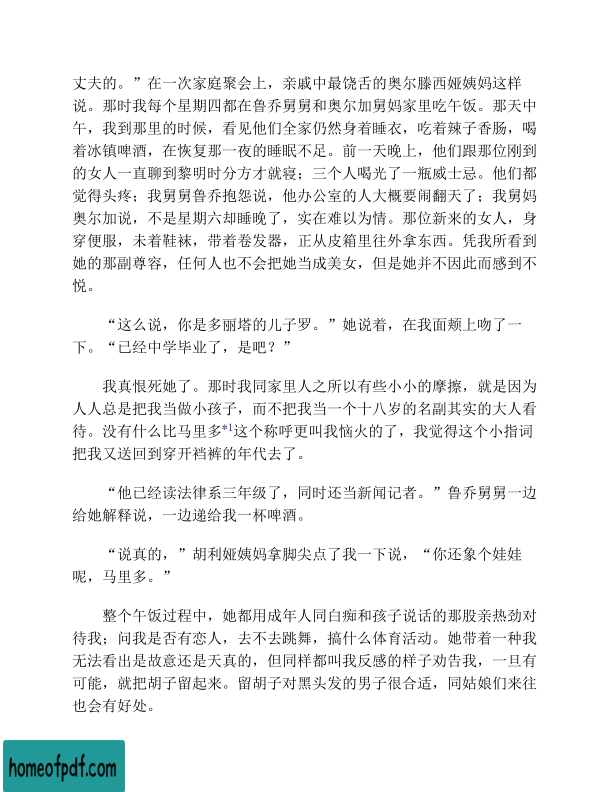 丈夫的。”在一次家庭聚会上，亲戚中最饶舌的奥尔滕西娅姨妈这样
说。那时我每个星期四都在鲁乔舅舅和奥尔加舅妈家里吃午饭。那天中
午，我到那里的时候，看见他们全家仍然身着睡衣，吃着辣子香肠，喝
着冰镇啤酒，在恢复那一夜的睡眠不足。前一天晚上，他们跟那位刚到
的女人一直聊到黎明时分方才就寝；三个人喝光了一瓶威士忌。他们都
觉得头疼；我舅舅鲁乔抱怨说，他办公室的人大概要闹翻天了；我舅妈
奥尔加说，不是星期六却睡晚了，实在难以为情。那位新来的女人，身
穿便服，未着鞋袜，带着卷发器，正从皮箱里往外拿东西。凭我所看到
她的那副尊容，任何人也不会把她当成美女，但是她并不因此而感到不
悦。
“这么说，你是多丽塔的儿子罗。”她说着，在我面颊上吻了一
下。“已经中学毕业了，是吧？”
我真恨死她了。那时我同家里人之所以有些小小的摩擦，就是因为
人人总是把我当做小孩子，而不把我当一个十八岁的名副其实的大人看
待。没有什么比马里多*1这个称呼更叫我恼火的了，我觉得这个小指词
把我又送回到穿开裆裤的年代去了。
“他已经读法律系三年级了，同时还当新闻记者。”鲁乔舅舅一边
给她解释说，一边递给我一杯啤酒。
“说真的，”胡利娅姨妈拿脚尖点了我一下说，“你还象个娃娃
呢，马里多。”
整个午饭过程中，她都用成年人同白痴和孩子说话的那股亲热劲对
待我；问我是否有恋人，去不去跳舞，搞什么体育活动。她带着一种我
无法看出是故意还是天真的，但同样都叫我反感的样子劝告我，一旦有
可能，就把胡子留起来。留胡子对黑头发的男子很合适，同姑娘们来往
也会有好处。
homeofpdf.com